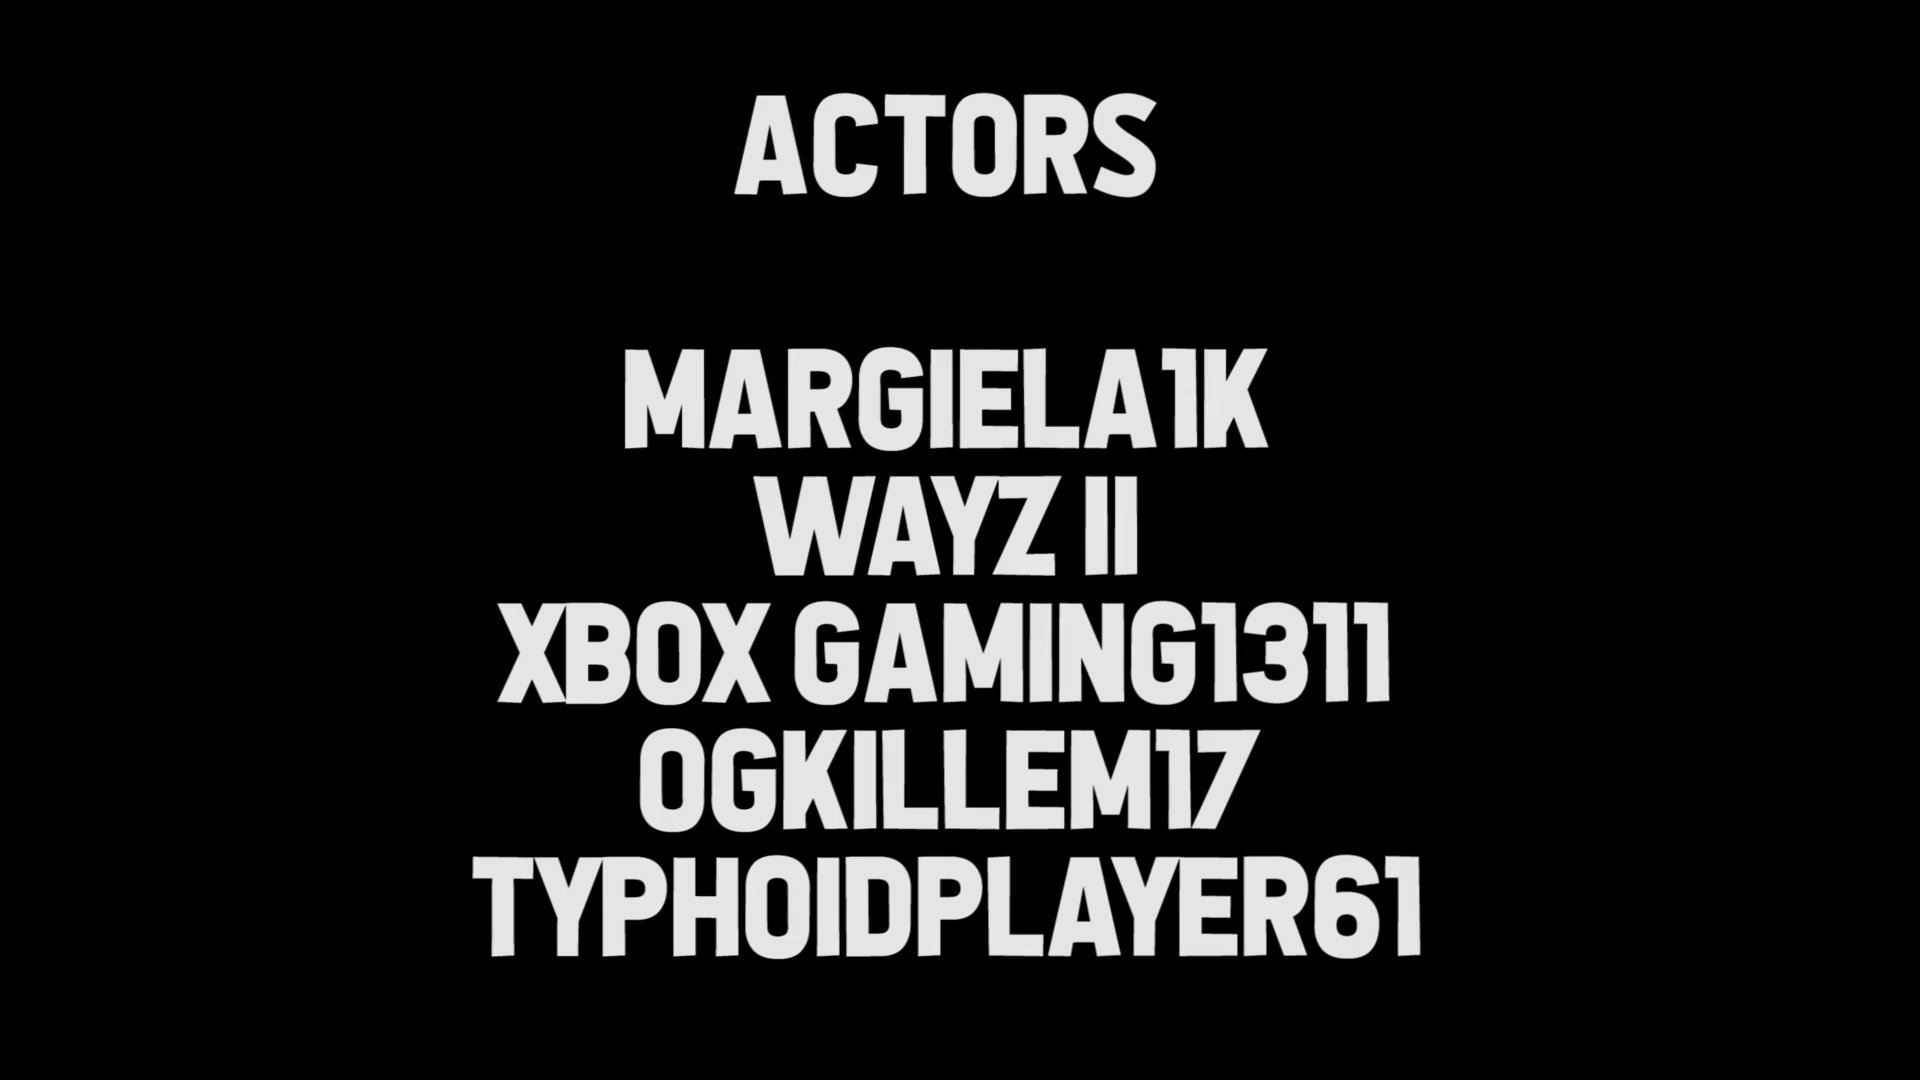 ACTORS
MARGIELA1K
WAYZ II
XBOX GAMING1311
OGKILLEM17
TYPHOIDPLAYER61